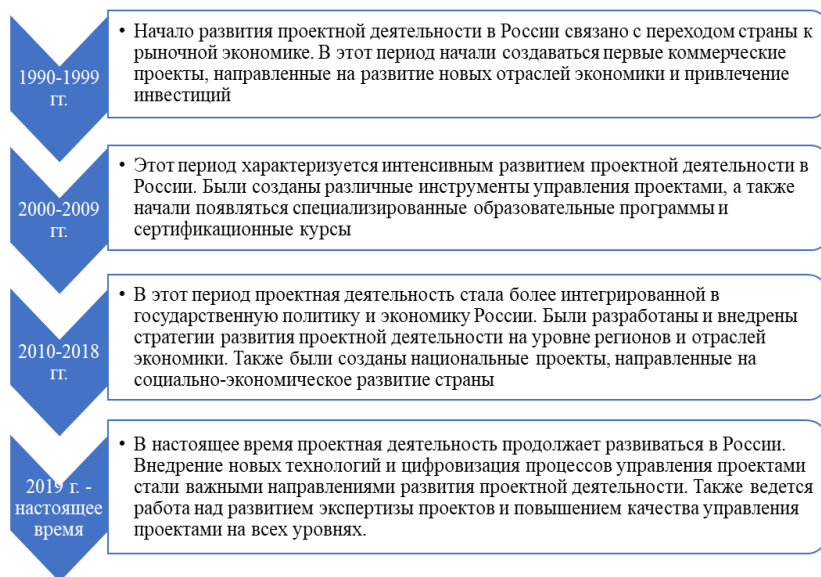 1990-1999
гг.
• Начало развития проектной деятельности в России связано с переходом страны к
рыночной экономике. В этот период начали создаваться первые коммерческие
проекты, направленные на развитие новых отраслей экономики и привлечение
инвестиций
2000-2009
гг.
• Этот период характеризуется интенсивным развитием проектной деятельности в
России. Были созданы различные инструменты управления проектами, а также
начали появляться специализированные образовательные программы и
сертификационные курсы
2010-2018
гг.
• В этот период проектная деятельность стала более интегрированной в
государственную политику и экономику России. Были разработаны и внедрены
стратегии развития проектной деятельности на уровне регионов и отраслей
экономики. Также были созданы национальные проекты, направленные на
социально-экономическое развитие страны
2019 г. -
настоящее
время
• В настоящее время проектная деятельность продолжает развиваться в России.
Внедрение новых технологий и цифровизация процессов управления проектами
стали важными направлениями развития проектной деятельности. Также ведется
работа над развитием экспертизы проектов и повышением качества управления
проектами на всех уровнях.